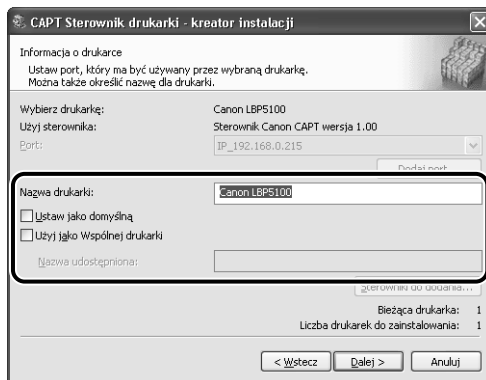 CAPT Sterownik drukarki - kreator instalacji
Informacja o drukarce
Ustaw port, który ma być używany przez wybraną drukarkę.
Można także określić nazwę dla drukarki.
Wybierz drukarkę: Canon LBP5100
Użyj sterownika: Sterownik Canon CAPT wersja 1.00
Port: IP_192.168.0.215
Dodaj port...
Nazwa drukarki: Canon LBP5100
Ustaw jako domyślną
Użyj jako Wspólnej drukarki
Nazwa udostępniona:
Sterowniki do dodania...
Bieżąca drukarka: 1
Liczba drukarek do zainstalowania: 1
< Wstecz Dalej > Anuluj